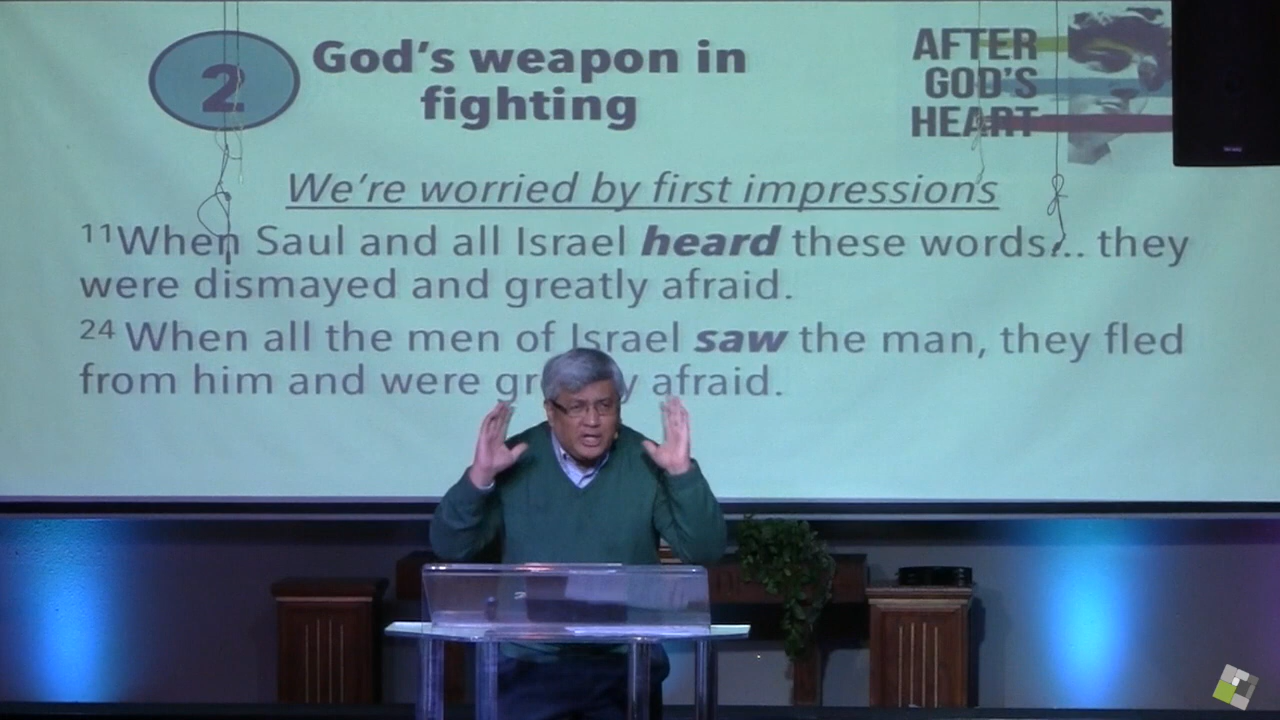 2
God's weapon in
fighting
AFTER
GOD'S
HEART
We're worried by first impressions
¹¹When Saul and all Israel heard these words... they
were dismayed and greatly afraid.
²⁴ When all the men of Israel saw the man, they fled
from him and were gr y afraid.